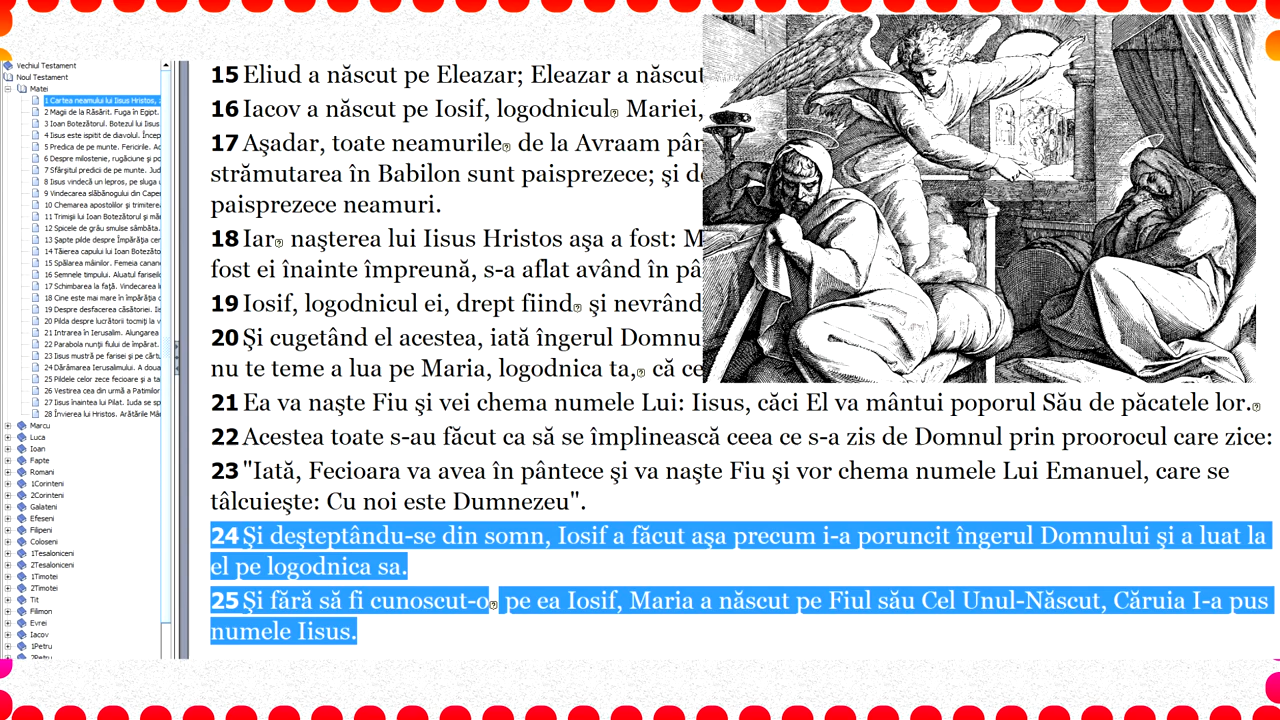 Vechiul Testament
Noul Testament
Matei
1 Cartea neamului lui Iisus Hristos,
2 Magii de la Răsărit. Fuga în Egipt.
3 Ioan Botezătorul. Botezul lui Iisus
4 Iisus este ispitit de diavolul. Încep
5 Predica de pe munte. Fericirile. Ac
6 Despre milostenie, rugăciune şi po
7 Sfârşitul predicii de pe munte. Jud
8 Iisus vindecă un lepros, pe sluga
9 Vindecarea slăbănogului din Caper
10 Chemarea apostolilor şi trimiterea
11 Trimişii lui Ioan Botezătorul şi mă
12 Spicele de grâu smulse sâmbăta.
13 Şapte pilde despre Împărăţia cer
14 Tăierea capului lui Ioan Botezăto
15 Spălarea mâinilor. Femeia canane
16 Semnele timpului. Aluatul fariseil
17 Schimbarea la faţă. Vindecarea
18 Cine este mai mare în împărăţia c
19 Despre desfacerea căsătoriei. Iis
20 Pilda despre lucrătorii tocmiţi la v
21 Intrarea în Ierusalim. Alungarea
22 Parabola nunţii fiului de împărat.
23 Iisus mustră pe farisei şi pe cărtu
24 Dărâmarea Ierusalimului. A doua
25 Pildele celor zece fecioare şi a ta
26 Vestirea cea din urmă a Patimilor
27 Iisus înaintea lui Pilat. Iuda se sp
28 Învierea lui Hristos. Arătările Mân
Marcu
Luca
Ioan
Fapte
Romani
1Corinteni
2Corinteni
Galateni
Efeseni
Filipeni
Coloseni
1Tesaloniceni
2Tesaloniceni
1Timotei
2Timotei
Tit
Filimon
Evrei
Iacov
1Petru
2Petru
15 Eliud a născut pe Eleazar; Eleazar a născut
16 Iacov a născut pe Iosif, logodnicul Mariei,
17 Aşadar, toate neamurile de la Avraam pân
strămutarea în Babilon sunt paisprezece; şi de
paisprezece neamuri.
18 Iar naşterea lui Iisus Hristos aşa a fost: M
fost ei înainte împreună, s-a aflat având în pâ
19 Iosif, logodnicul ei, drept fiind şi nevrând
20 Şi cugetând el acestea, iată îngerul Domnu
nu te teme a lua pe Maria, logodnica ta, că ce
21 Ea va naşte Fiu şi vei chema numele Lui: Iisus, căci El va mântui poporul Său de păcatele lor.
22 Acestea toate s-au făcut ca să se împlinească ceea ce s-a zis de Domnul prin proorocul care zice:
23 "Iată, Fecioara va avea în pântece şi va naşte Fiu şi vor chema numele Lui Emanuel, care se
tâlcuieşte: Cu noi este Dumnezeu".
24 Şi deşteptându-se din somn, Iosif a făcut aşa precum i-a poruncit îngerul Domnului şi a luat la
el pe logodnica sa.
25 Şi fără să fi cunoscut-o pe ea Iosif, Maria a născut pe Fiul său Cel Unul-Născut, Căruia I-a pus
numele Iisus.